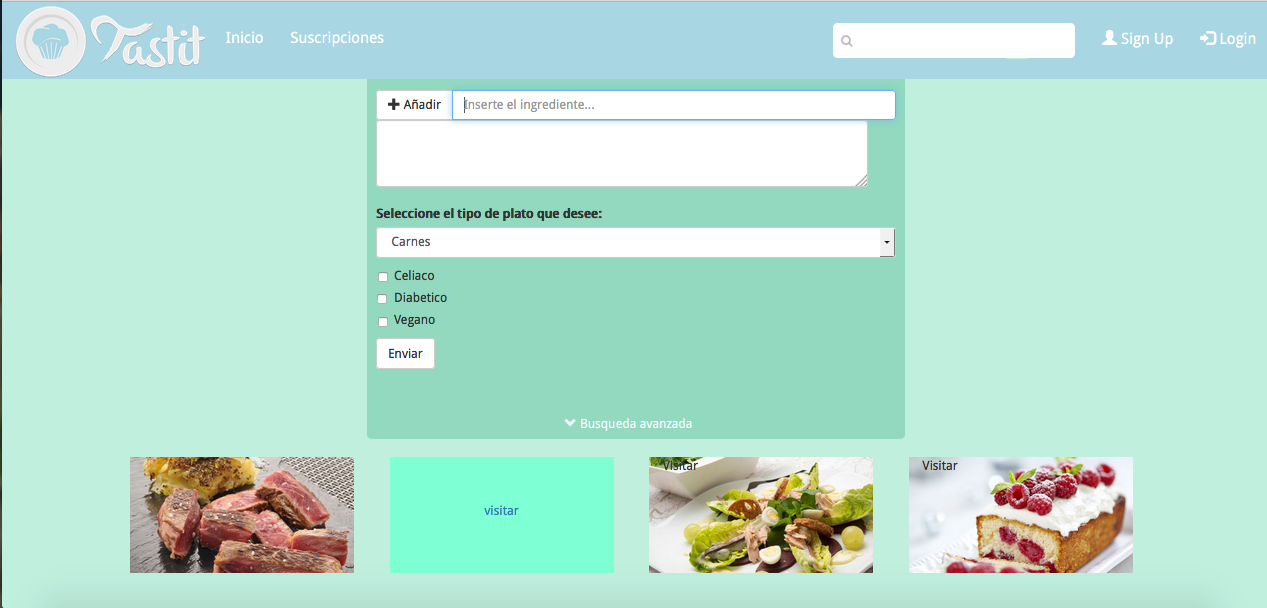 Tastit
Inicio
Suscripciones
Sign Up
Login
Añadir
Inserte el ingrediente...
Seleccione el tipo de plato que desee:
Carnes
Celiaco
Diabetico
Vegano
Enviar
Busqueda avanzada
visitar
Visitar
Visitar